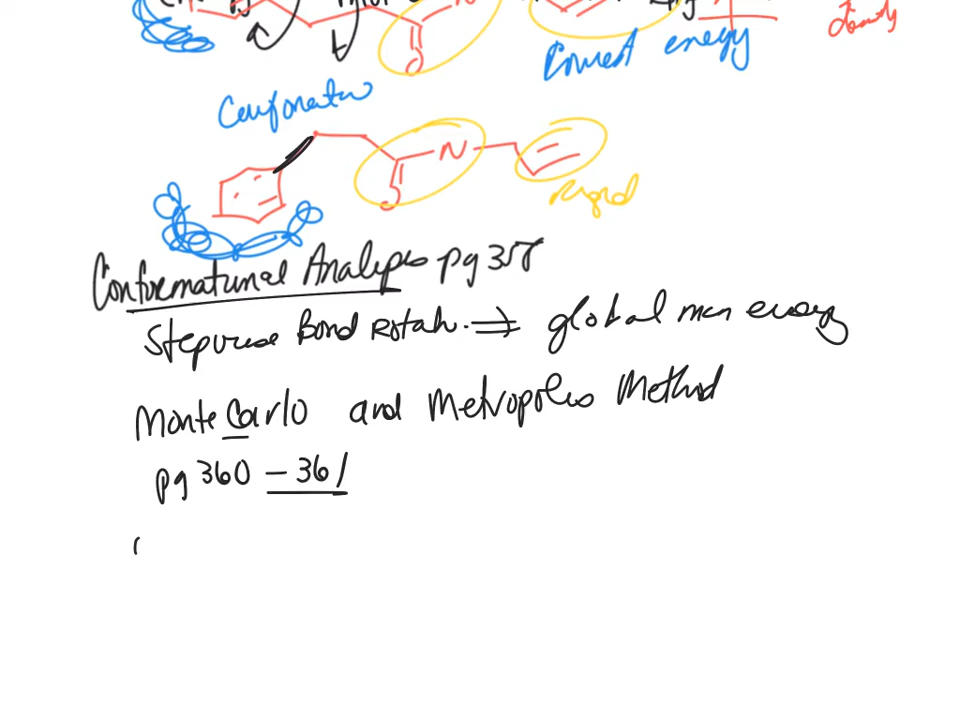 Lowest energy
Conformation
N
Rigid
Conformational Analysis pg 358
Stepwise Bond Rotatn. ⇒ global min energy
Monte Carlo and Metropolis Method
pg 360 – 361